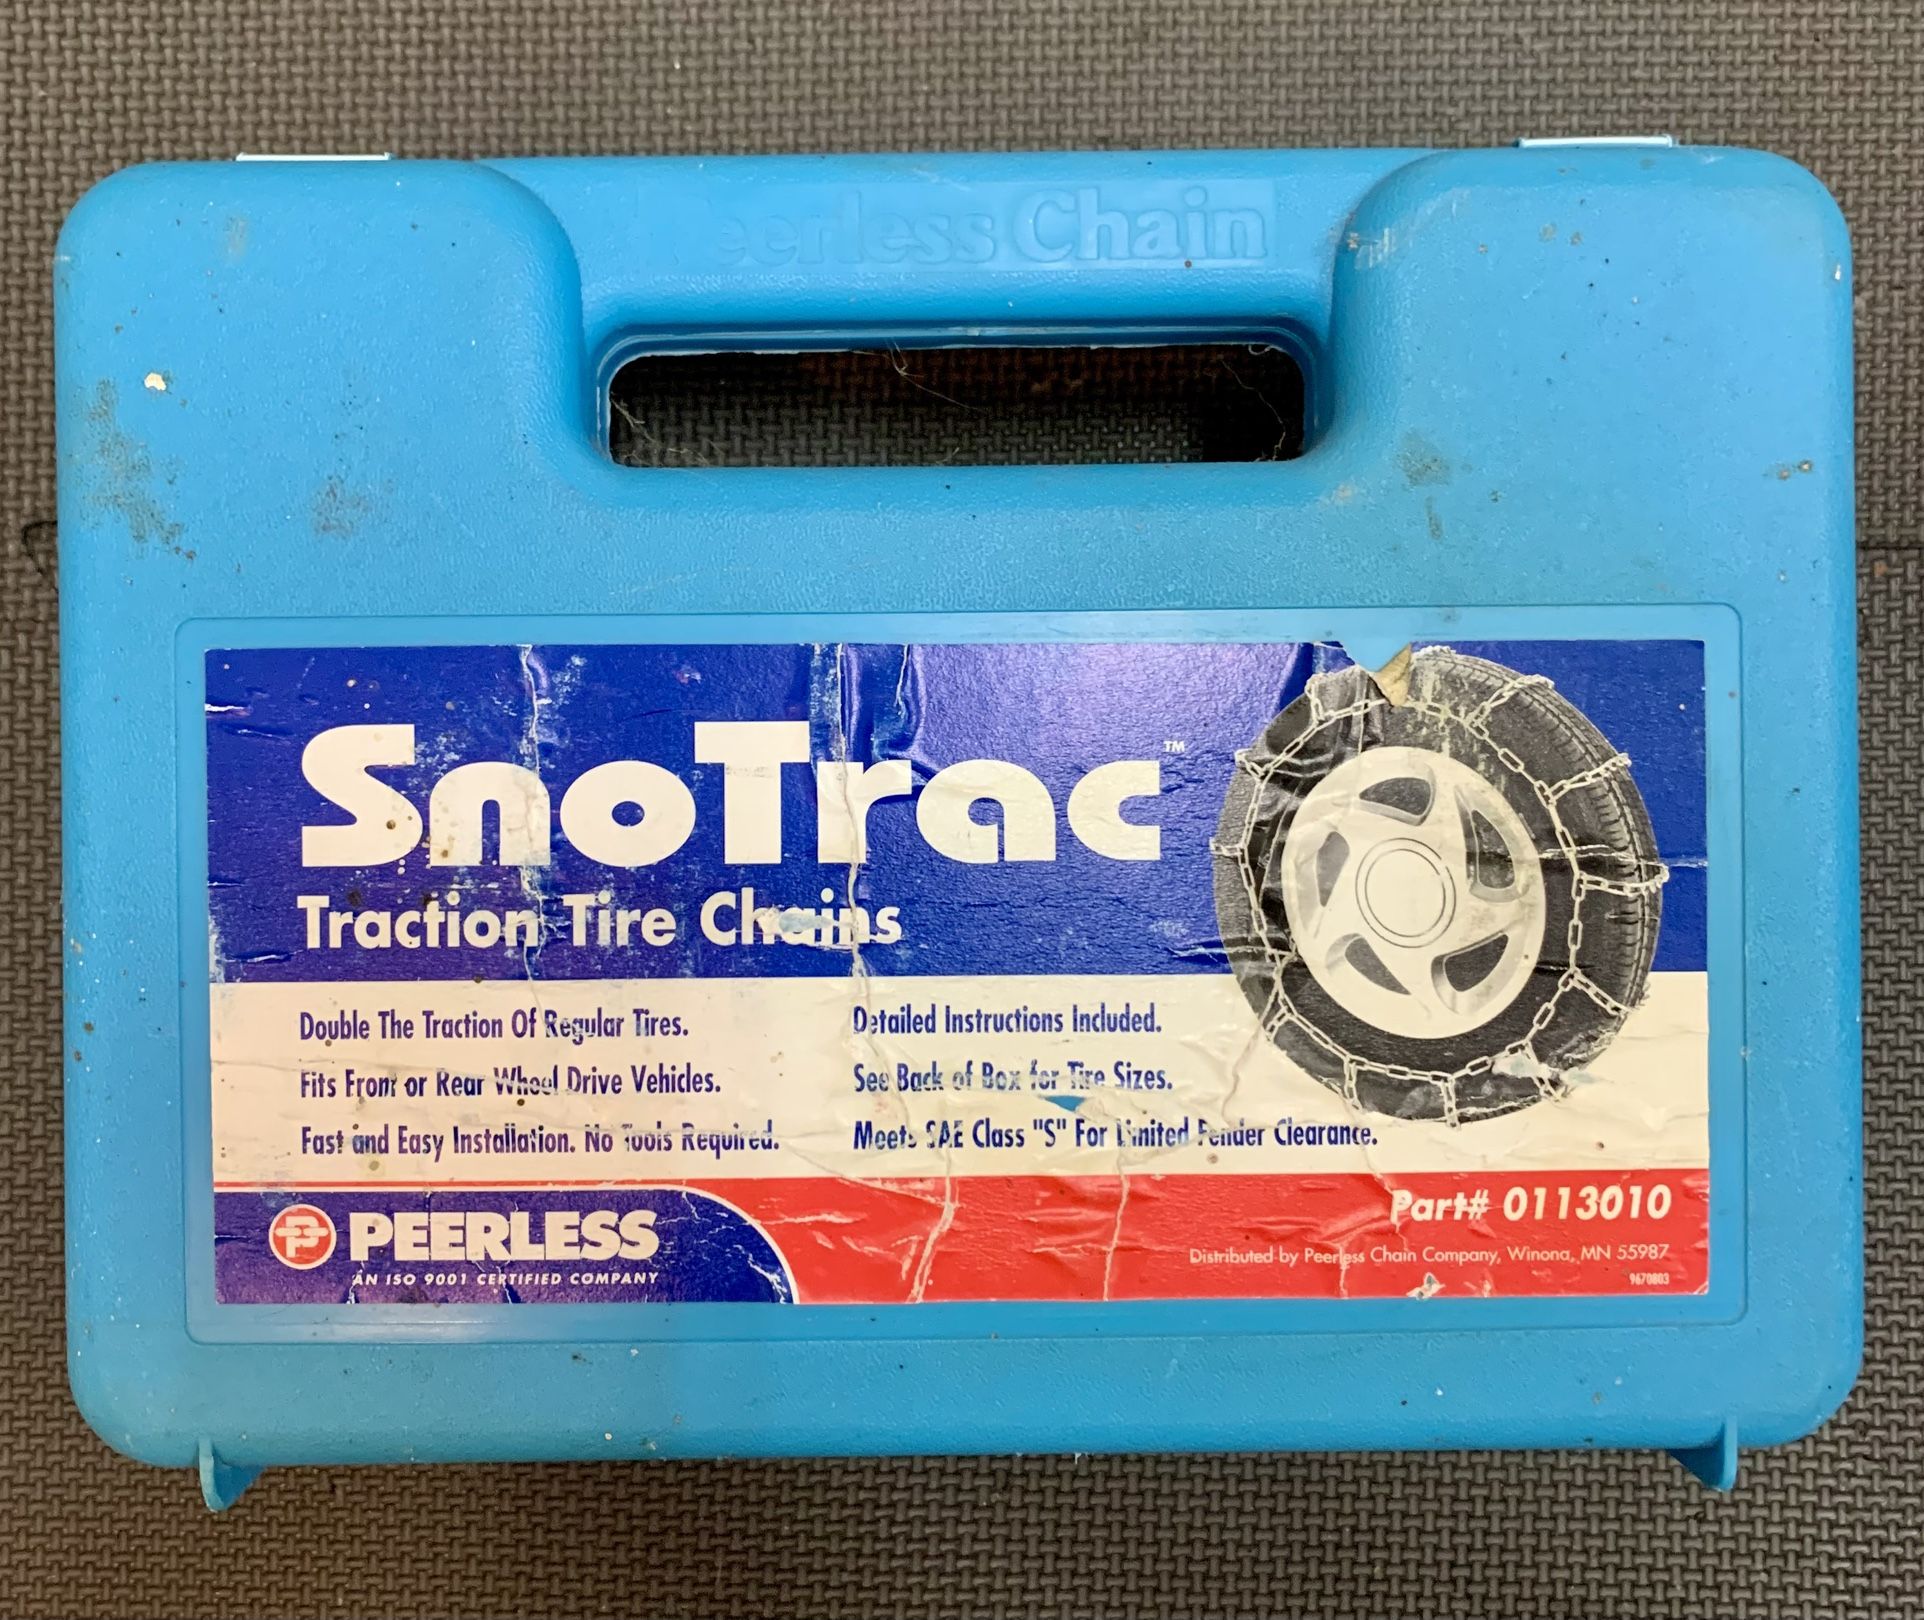 Peerless Chain
SnoTrac™
Traction Tire Chains
Double The Traction Of Regular Tires.
Fits Front or Rear Wheel Drive Vehicles.
Fast and Easy Installation. No Tools Required.
Detailed Instructions Included.
See Back of Box for Tire Sizes.
Meets SAE Class "S" For Limited Fender Clearance.
PEERLESS
AN ISO 9001 CERTIFIED COMPANY
Part# 0113010
Distributed by Peerless Chain Company, Winona, MN 55987
9670803